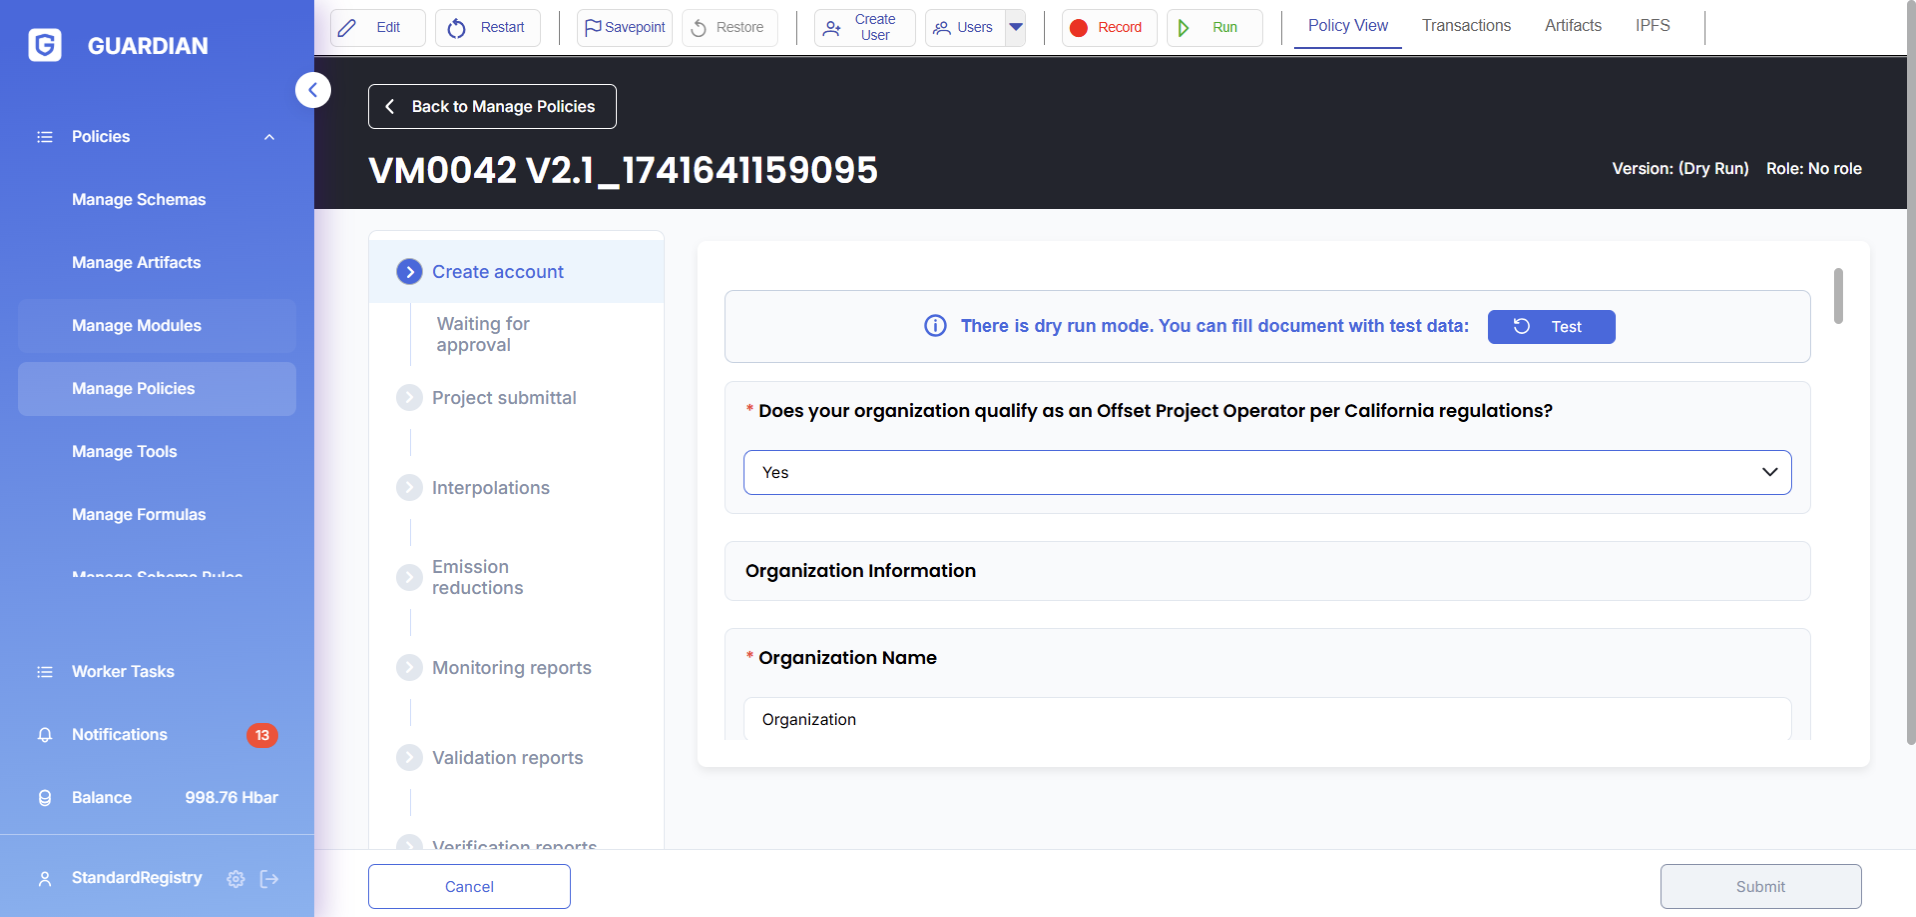 GUARDIAN
Policies
Manage Schemas
Manage Artifacts
Manage Modules
Manage Policies
Manage Tools
Manage Formulas
Manage Schema Rules
Worker Tasks
Notifications
13
Balance
998.76 Hbar
StandardRegistry
Edit
Restart
Savepoint
Restore
Create
User
Users
Record
Run
Policy View
Transactions
Artifacts
IPFS
Back to Manage Policies
VM0042 V2.1_1741641159095
Version: (Dry Run)
Role: No role
Create account
Waiting for
approval
Project submittal
Interpolations
Emission
reductions
Monitoring reports
Validation reports
Verification reports
There is dry run mode. You can fill document with test data:
Test
* Does your organization qualify as an Offset Project Operator per California regulations?
Yes
Organization Information
* Organization Name
Organization
Cancel
Submit